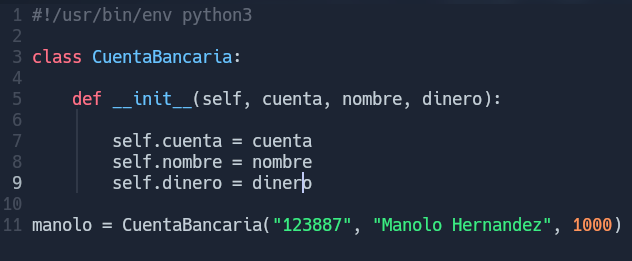 1 #!/usr/bin/env python3
2
3 class CuentaBancaria:
4
5     def __init__(self, cuenta, nombre, dinero):
6
7         self.cuenta = cuenta
8         self.nombre = nombre
9         self.dinero = dinero
10
11 manolo = CuentaBancaria("123887", "Manolo Hernandez", 1000)